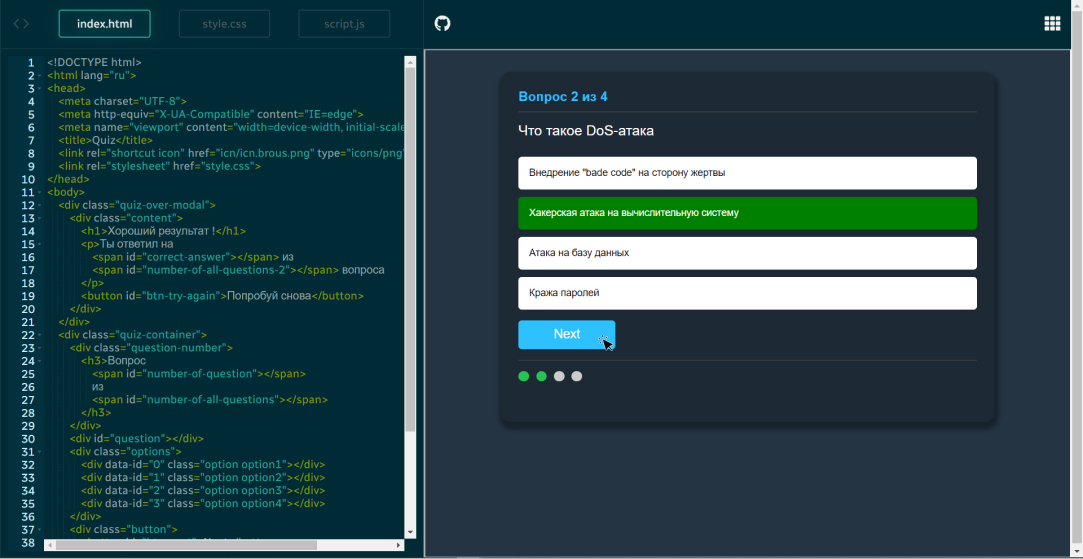 index.html
style.css
script.js
1 <!DOCTYPE html>
2 <html lang="ru">
3 <head>
4 <meta charset="UTF-8">
5 <meta http-equiv="X-UA-Compatible" content="IE=edge">
6 <meta name="viewport" content="width=device-width, initial-scale
7 <title>Quiz</title>
8 <link rel="shortcut icon" href="icn/icn.brous.png" type="icons/png"
9 <link rel="stylesheet" href="style.css">
10 </head>
11 <body>
12 <div class="quiz-over-modal">
13 <div class="content">
14 <h1>Хороший результат !</h1>
15 <p>Ты ответил на
16 <span id="correct-answer"></span> из
17 <span id="number-of-all-questions-2"></span> вопроса
18 </p>
19 <button id="btn-try-again">Попробуй снова</button>
20 </div>
21 </div>
22 <div class="quiz-container">
23 <div class="question-number">
24 <h3>Вопрос
25 <span id="number-of-question"></span>
26 из
27 <span id="number-of-all-questions"></span>
28 </h3>
29 </div>
30 <div id="question"></div>
31 <div class="options">
32 <div data-id="0" class="option option1"></div>
33 <div data-id="1" class="option option2"></div>
34 <div data-id="2" class="option option3"></div>
35 <div data-id="3" class="option option4"></div>
36 </div>
37 <div class="button">
38
Вопрос 2 из 4
Что такое DoS-атака
Внедрение "bade code" на сторону жертвы
Хакерская атака на вычислительную систему
Атака на базу данных
Кража паролей
Next